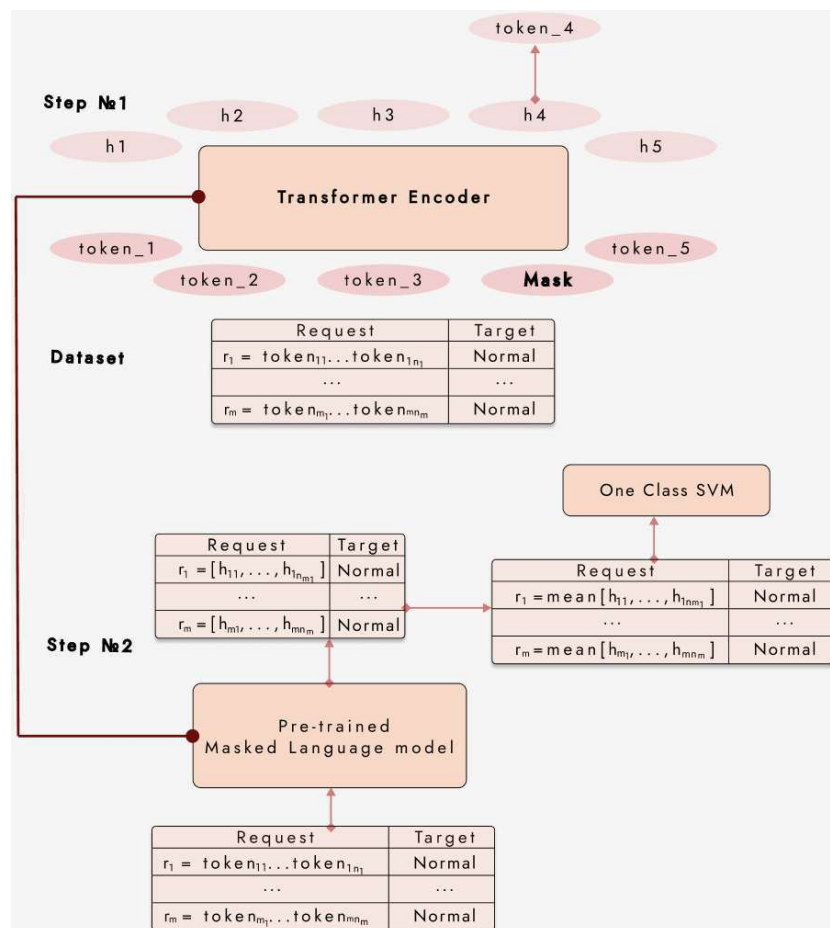 token_4
Step №1
h1 h2 h3 h4 h5
Transformer Encoder
token_1 token_2 token_3 Mask token_5
Dataset
Request Target
r₁ = token₁₁...token₁ₙ₁ Normal
... ...
rₘ = tokenₘ₁...tokenₘₙₘ Normal
One Class SVM
Request Target
r₁ = [h₁₁,...,h₁ₙₘ₁] Normal
... ...
rₘ = [hₘ₁,...,hₘₙₘ] Normal
Request Target
r₁ = mean[h₁₁,...,h₁ₙₘ₁] Normal
... ...
rₘ = mean[hₘ₁,...,hₘₙₘ] Normal
Step №2
Pre-trained
Masked Language model
Request Target
r₁ = token₁₁...token₁ₙ₁ Normal
... ...
rₘ = tokenₘ₁...tokenₘₙₘ Normal